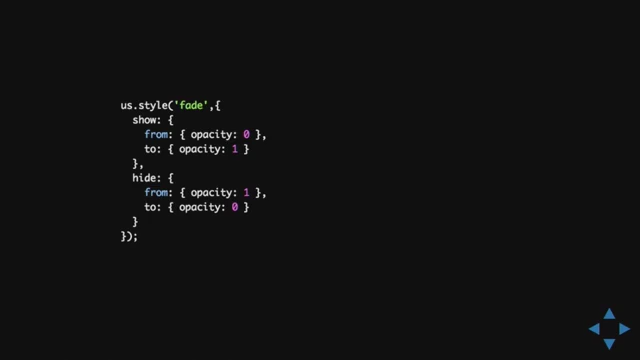 us.style('fade',{
  show: {
    from: { opacity: 0 },
    to: { opacity: 1 }
  },
  hide: {
    from: { opacity: 1 },
    to: { opacity: 0 }
  }
});